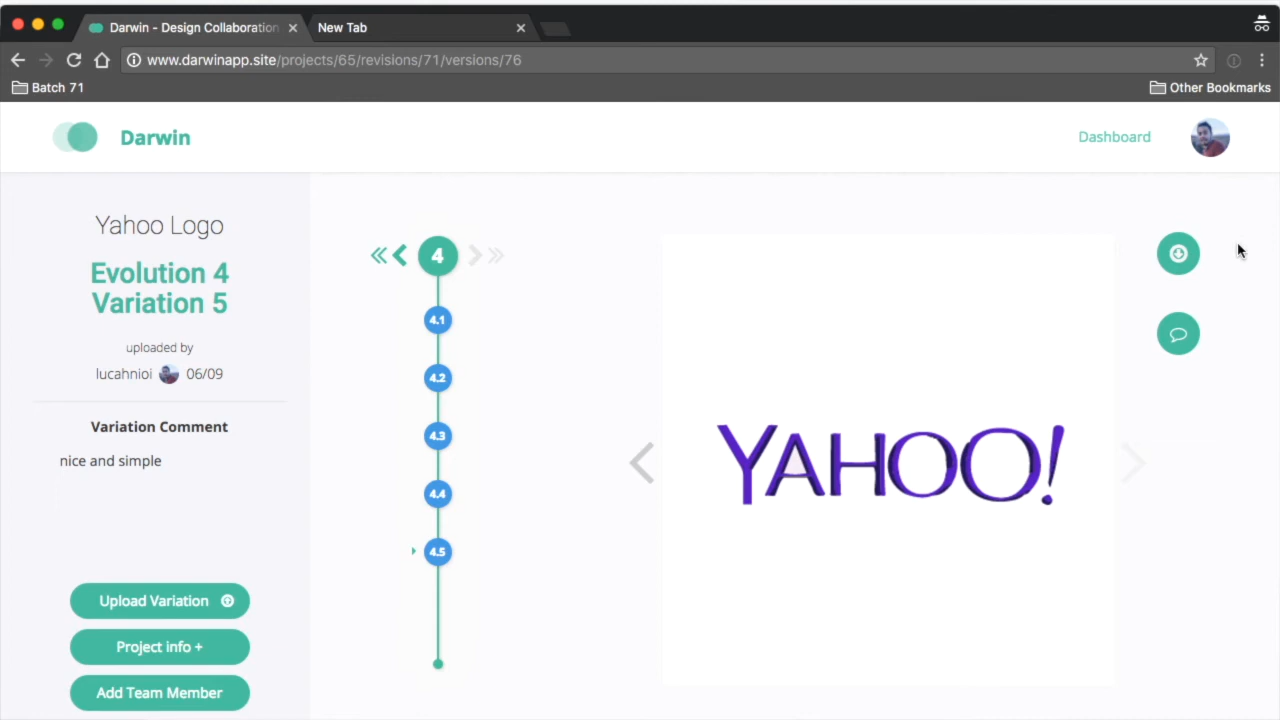 Darwin - Design Collaboration
New Tab
www.darwinapp.site/projects/65/revisions/71/versions/76
Batch 71
Other Bookmarks
Darwin
Dashboard
Yahoo Logo
Evolution 4
Variation 5
uploaded by
lucahnioi 06/09
Variation Comment
nice and simple
Upload Variation
Project info +
Add Team Member
4
4.1
4.2
4.3
4.4
4.5
YAHOO!